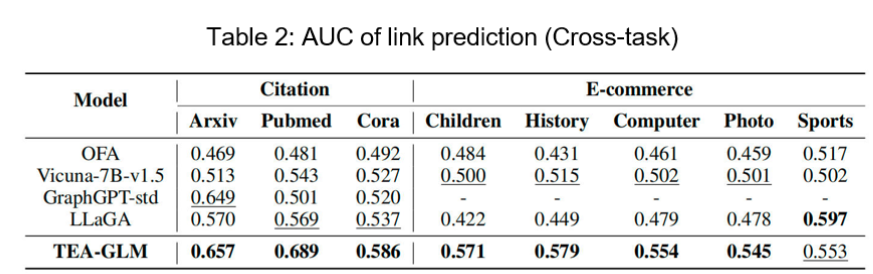 Table 2: AUC of link prediction (Cross-task)
Model Citation E-commerce
Arxiv Pubmed Cora Children History Computer Photo Sports
OFA 0.469 0.481 0.492 0.484 0.431 0.461 0.459 0.517
Vicuna-7B-v1.5 0.513 0.543 0.527 0.500 0.515 0.502 0.501 0.502
GraphGPT-std 0.649 0.501 0.520 - - - - -
LLaGA 0.570 0.569 0.537 0.422 0.449 0.479 0.478 0.597
TEA-GLM 0.657 0.689 0.586 0.571 0.579 0.554 0.545 0.553